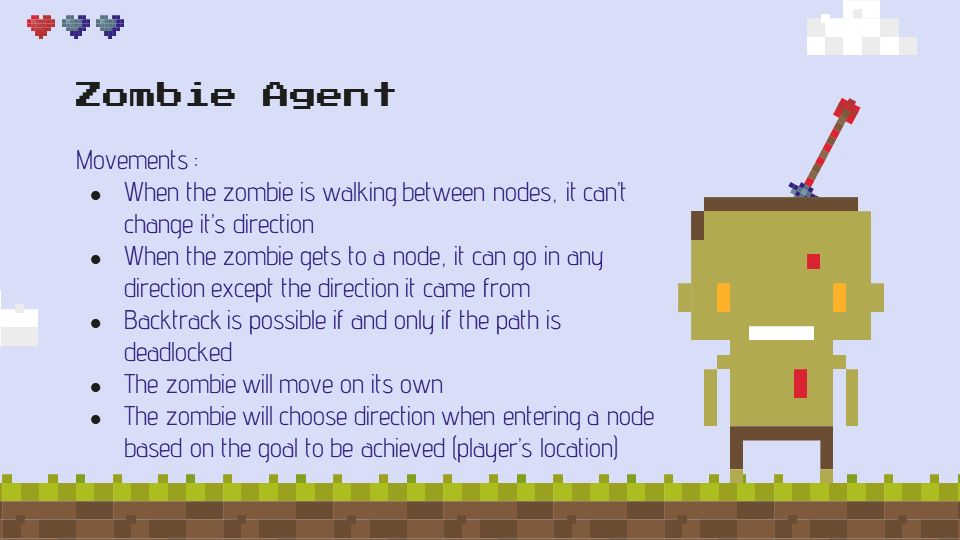 Zombie Agent
Movements :
● When the zombie is walking between nodes, it can't
change it's direction
● When the zombie gets to a node, it can go in any
direction except the direction it came from
● Backtrack is possible if and only if the path is
deadlocked
● The zombie will move on its own
● The zombie will choose direction when entering a node
based on the goal to be achieved (player's location)